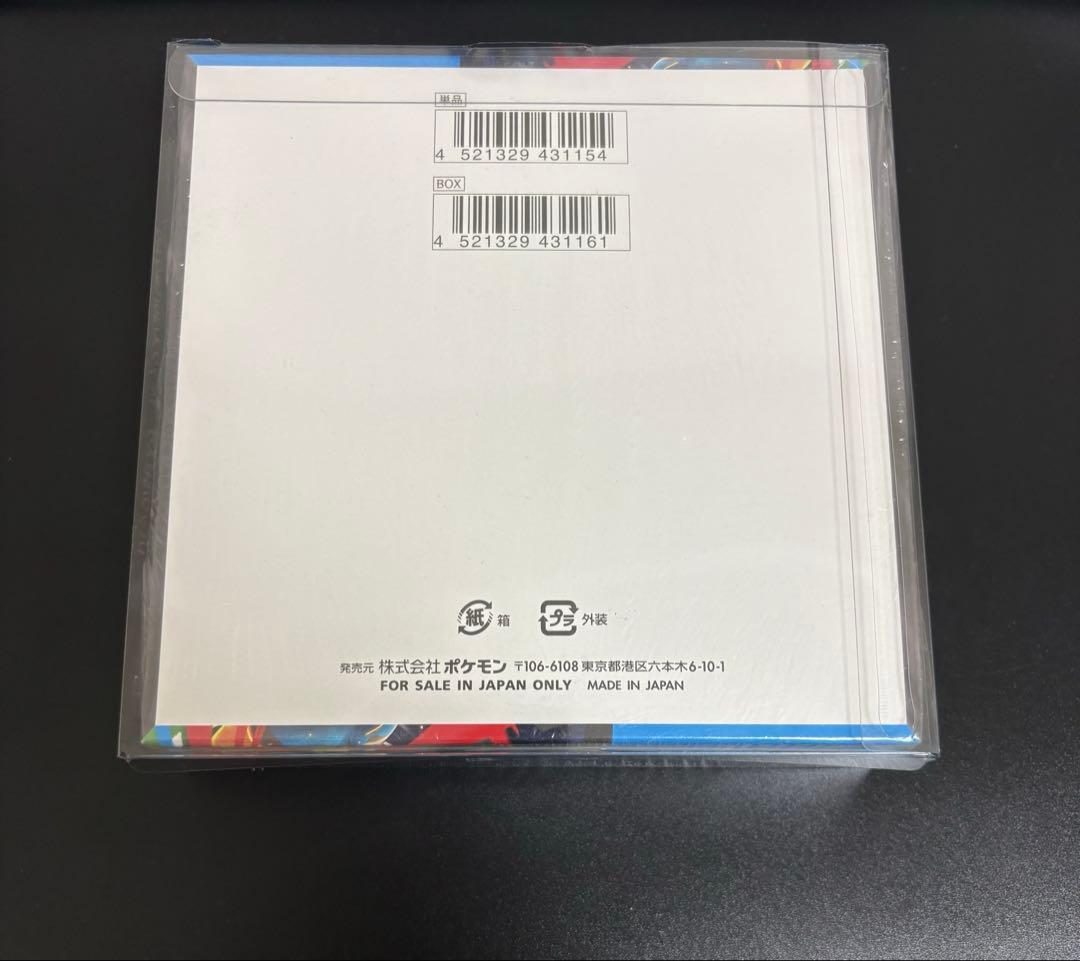 単品
4 521329 431154
BOX
4 521329 431161
紙 箱 プラ 外装
発売元 株式会社ポケモン 〒106-6108 東京都港区六本木6-10-1
FOR SALE IN JAPAN ONLY MADE IN JAPAN